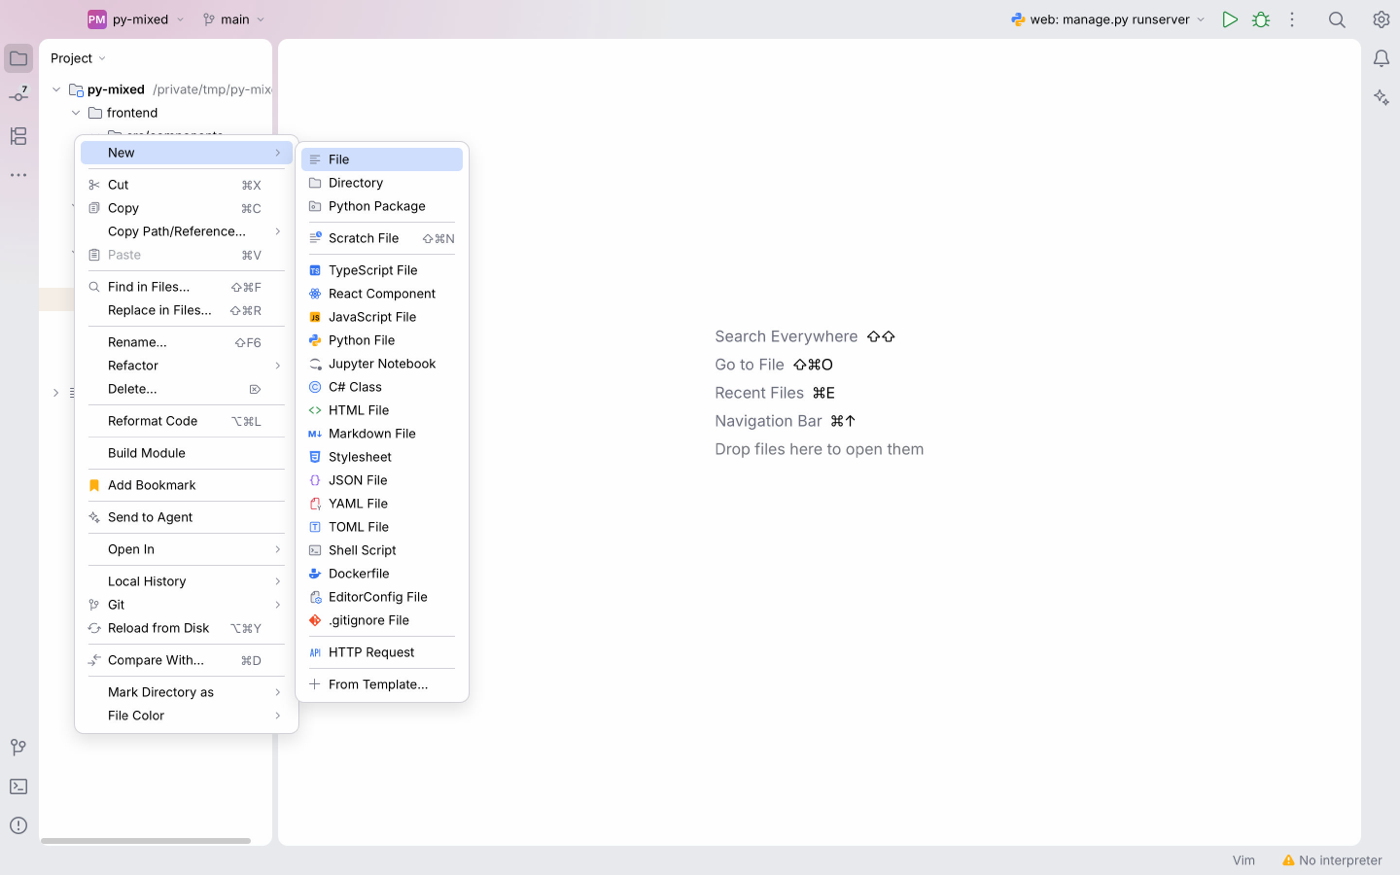 PM py-mixed main web: manage.py runserver
Project
7
py-mixed /private/tmp/py-mix
frontend
src/components
New
Cut ⌘X
Copy ⌘C
Copy Path/Reference...
Paste ⌘V
Find in Files... ⇧⌘F
Replace in Files... ⇧⌘R
Rename... ⇧F6
Refactor
Delete... ⌦
Reformat Code ⌥⌘L
Build Module
Add Bookmark
Send to Agent
Open In
Local History
Git
Reload from Disk ⌥⌘Y
Compare With... ⌘D
Mark Directory as
File Color
File
Directory
Python Package
Scratch File ⇧⌘N
TS TypeScript File
React Component
JS JavaScript File
Python File
Jupyter Notebook
C C# Class
HTML File
M↓ Markdown File
Stylesheet
JSON File
YAML File
T TOML File
Shell Script
Dockerfile
EditorConfig File
.gitignore File
API HTTP Request
From Template...
Search Everywhere ⇧⇧
Go to File ⇧⌘O
Recent Files ⌘E
Navigation Bar ⌘↑
Drop files here to open them
Vim No interpreter